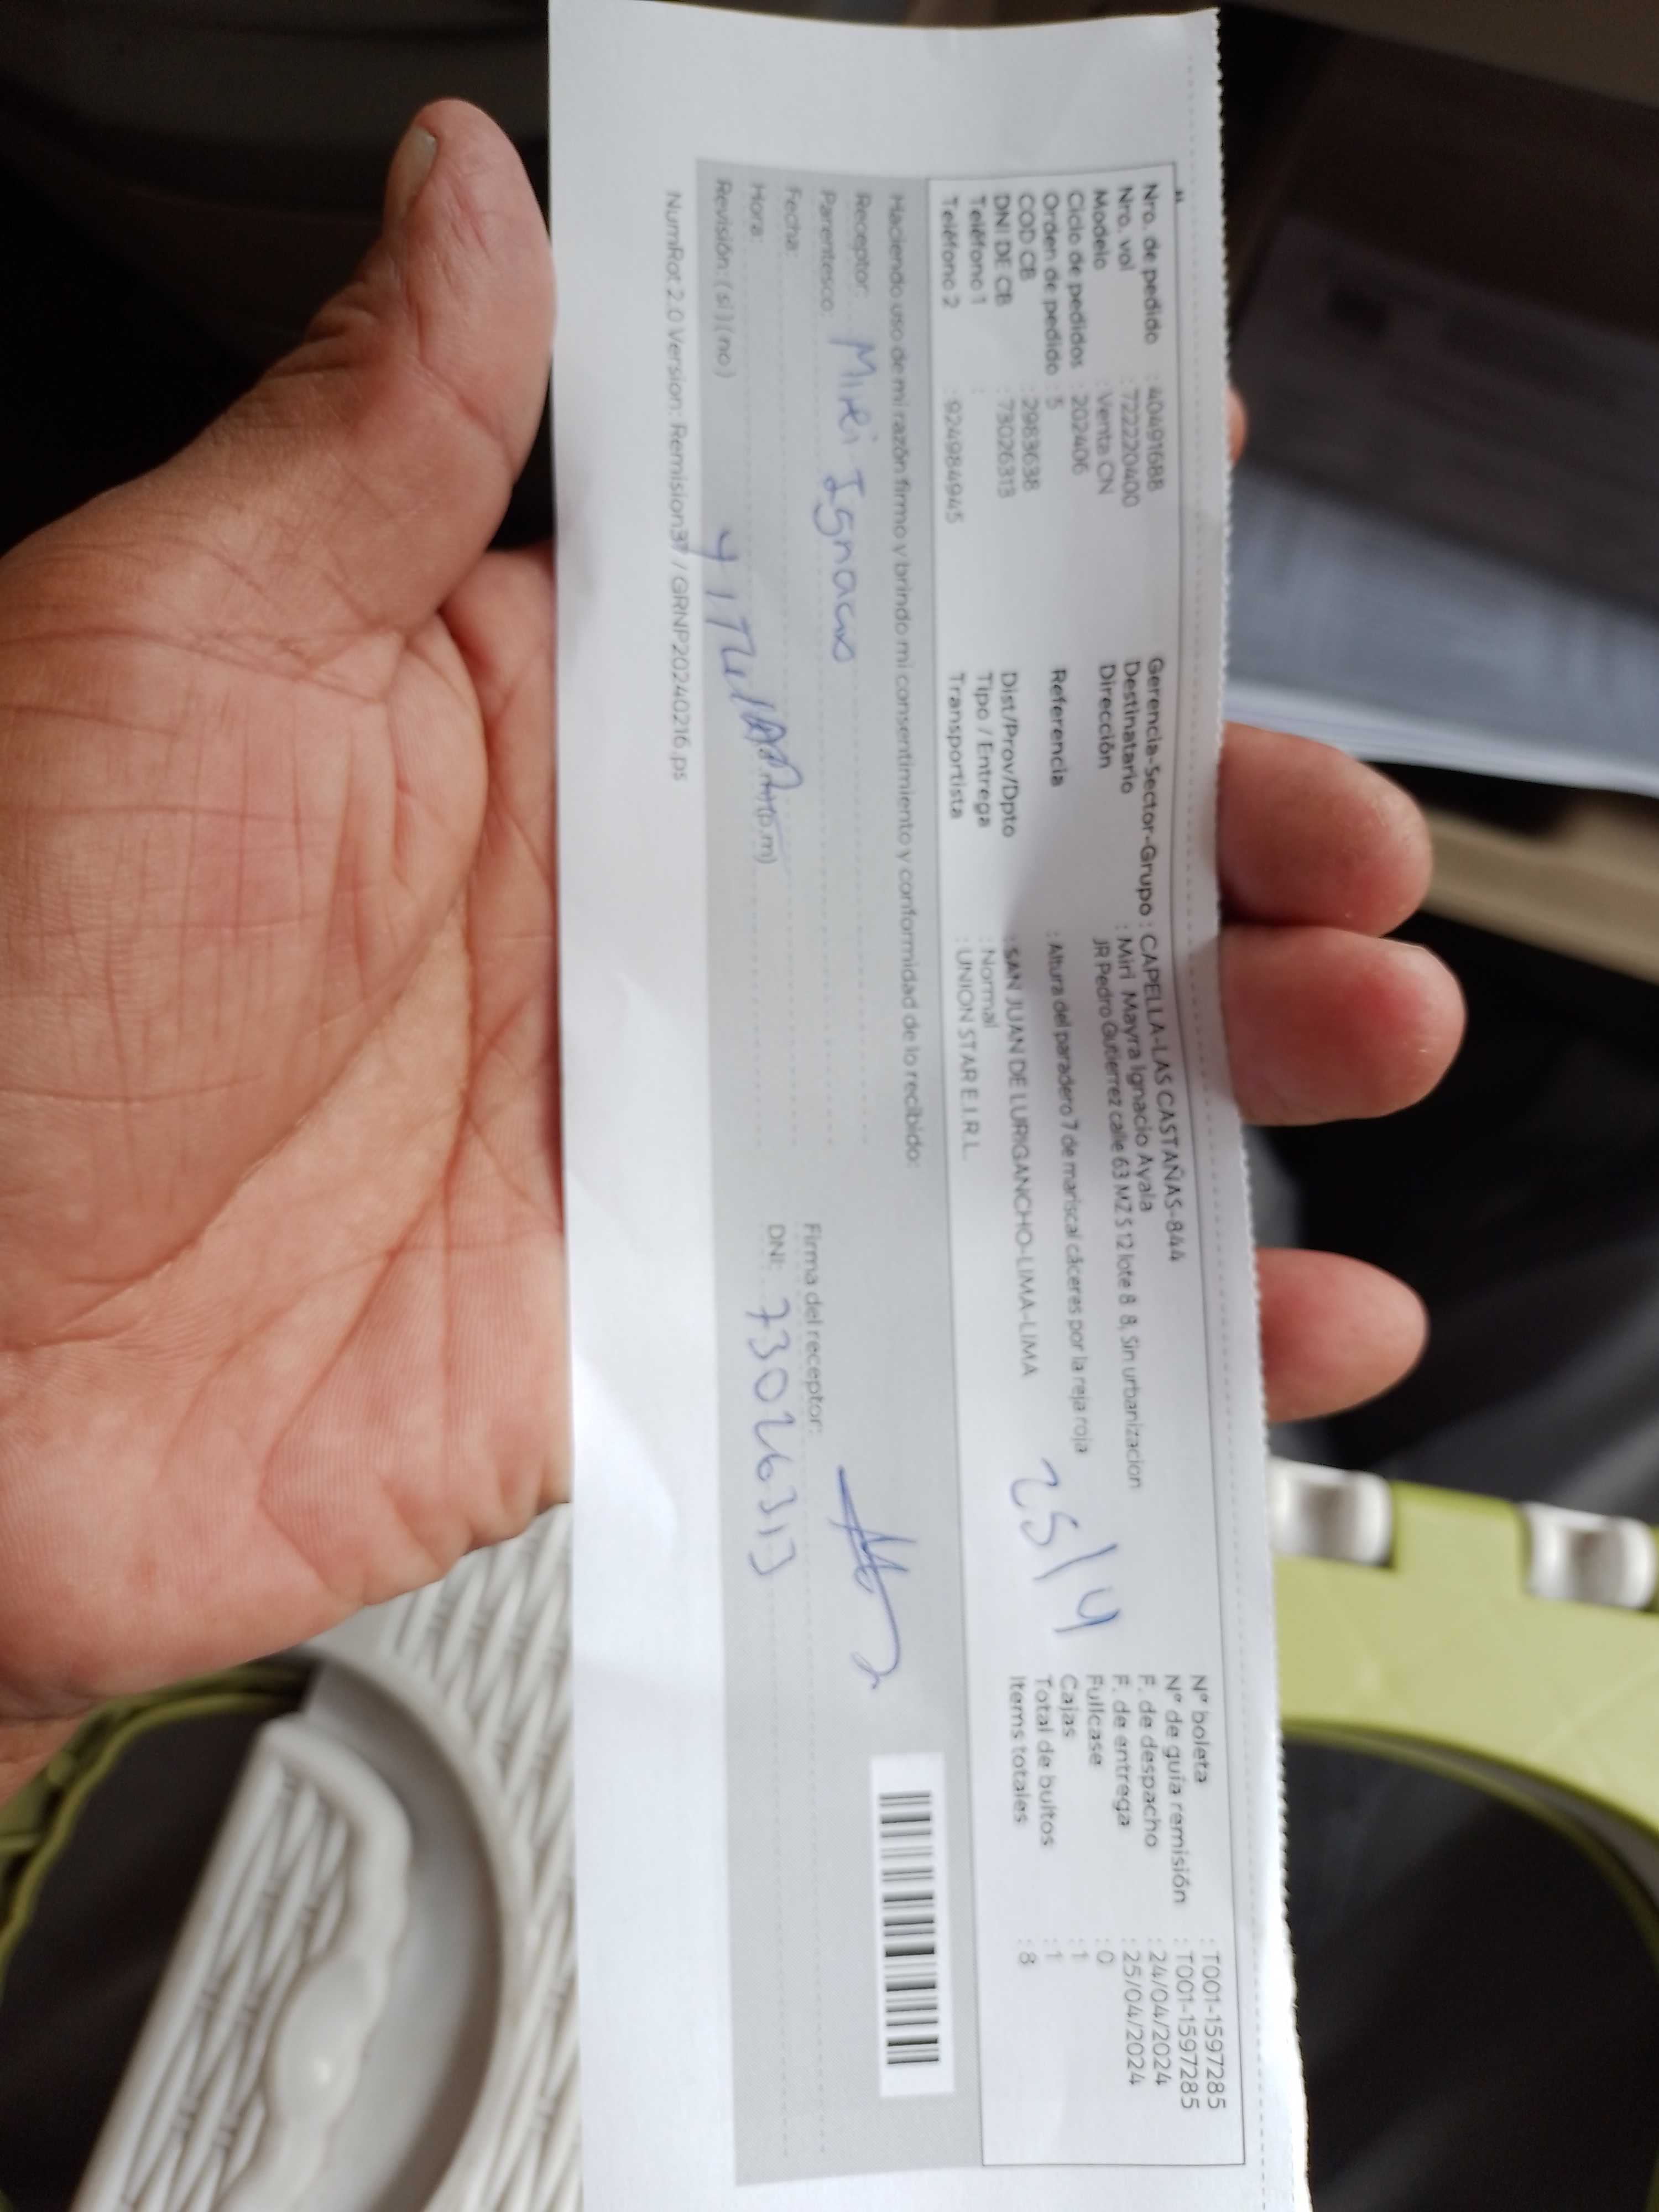 Nro. de pedido : 40491688
Nro. vol : 722220400
Modelo : Venta CN
Ciclo de pedidos : 202406
Orden de pedido : 5
COD CB : 2983638
DNI DE CB : 73026313
Teléfono 1 :
Teléfono 2 : 924984945
Gerencia-Sector-Grupo : CAPELLA-LAS CASTAÑAS-844
Destinatario : Miri Mayra Ignacio Ayala
Dirección JR Pedro Gutierrez calle 63 MZ S 12 lote 8 8, Sin urbanizacion
Referencia : Altura del paradero 7 de mariscal cáceres por la reja roja
Dist/Prov/Dpto : SAN JUAN DE LURIGANCHO-LIMA-LIMA
Tipo / Entrega : Normal
Transportista : UNION STAR E.I.R.L.
25/4
N° boleta : T001-1597285
N° de guía remisión : T001-1597285
F. de despacho : 24/04/2024
F. de entrega : 25/04/2024
Fullcase : 0
Cajas : 1
Total de bultos : 1
Items totales : 8
Haciendo uso de mi razón firmo y brindo mi consentimiento y conformidad de lo recibido:
Receptor: Miri Ignacio
Parentesco:
Fecha:
Hora:
Revisión: (si) (no)
Firma del receptor:
DNI: 73026313
NumRot 2.0 Version: Remision37 / GRNP20240216.ps